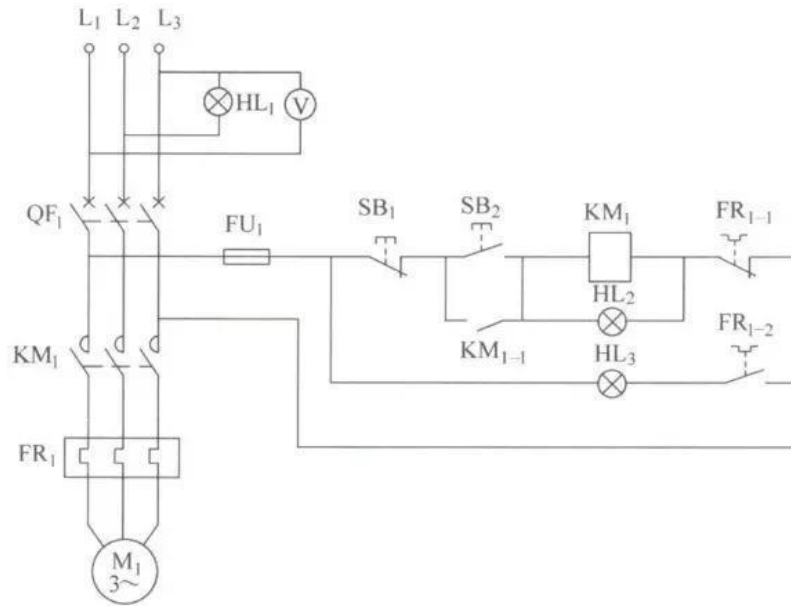 L₁ L₂ L₃
HL₁
V
QF₁
FU₁
SB₁
SB₂
KM₁
FR₁₋₁
HL₂
KM₁₋₁
HL₃
FR₁₋₂
KM₁
FR₁
M₁
3～